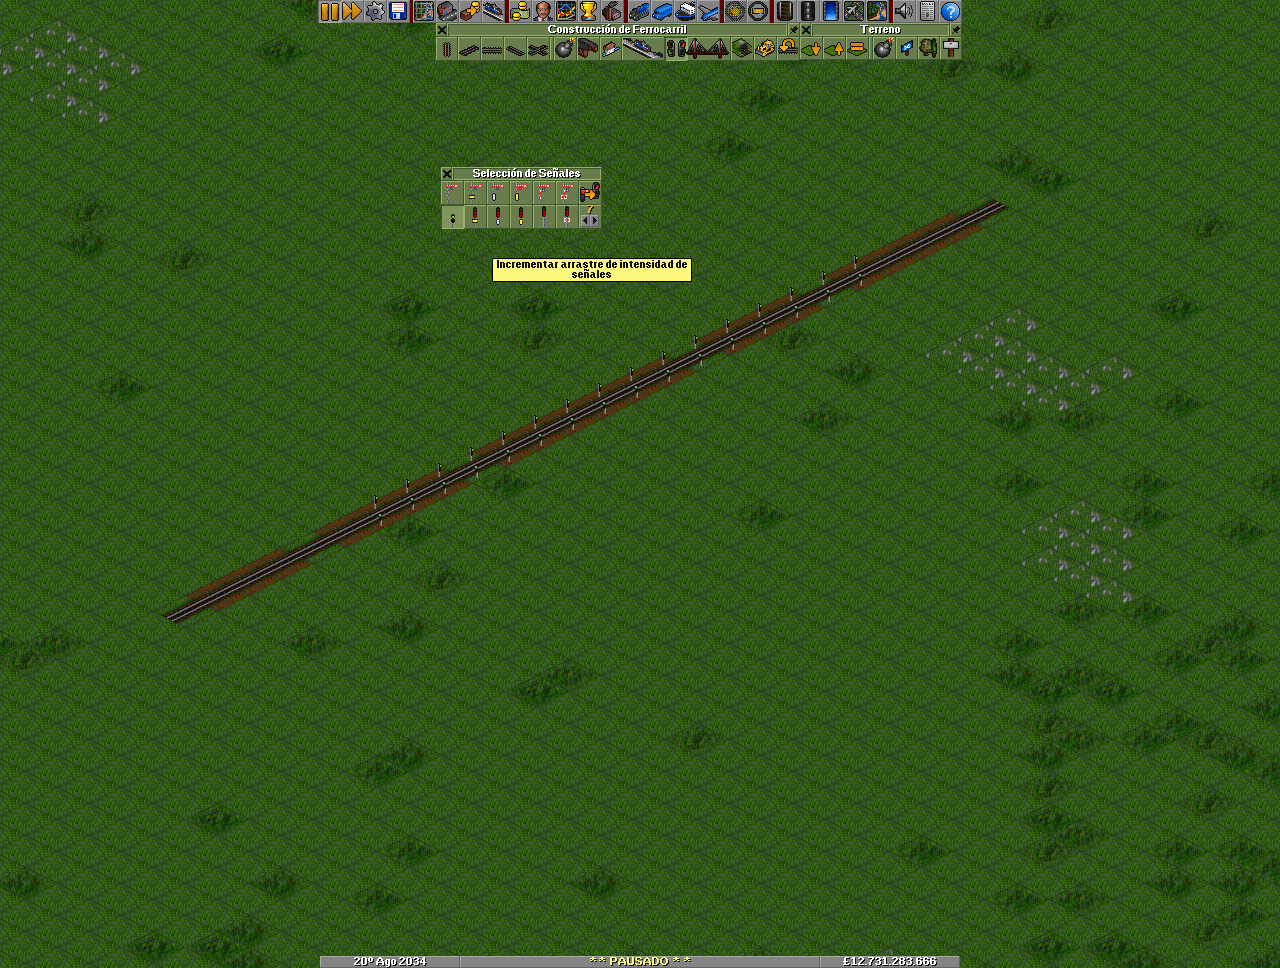 Construcción de Ferrocarril
Terreno
Selección de Señales
7
Incrementar arrastre de intensidad de
señales
20º Ago 2034
* * PAUSADO * *
£12.731.283.666